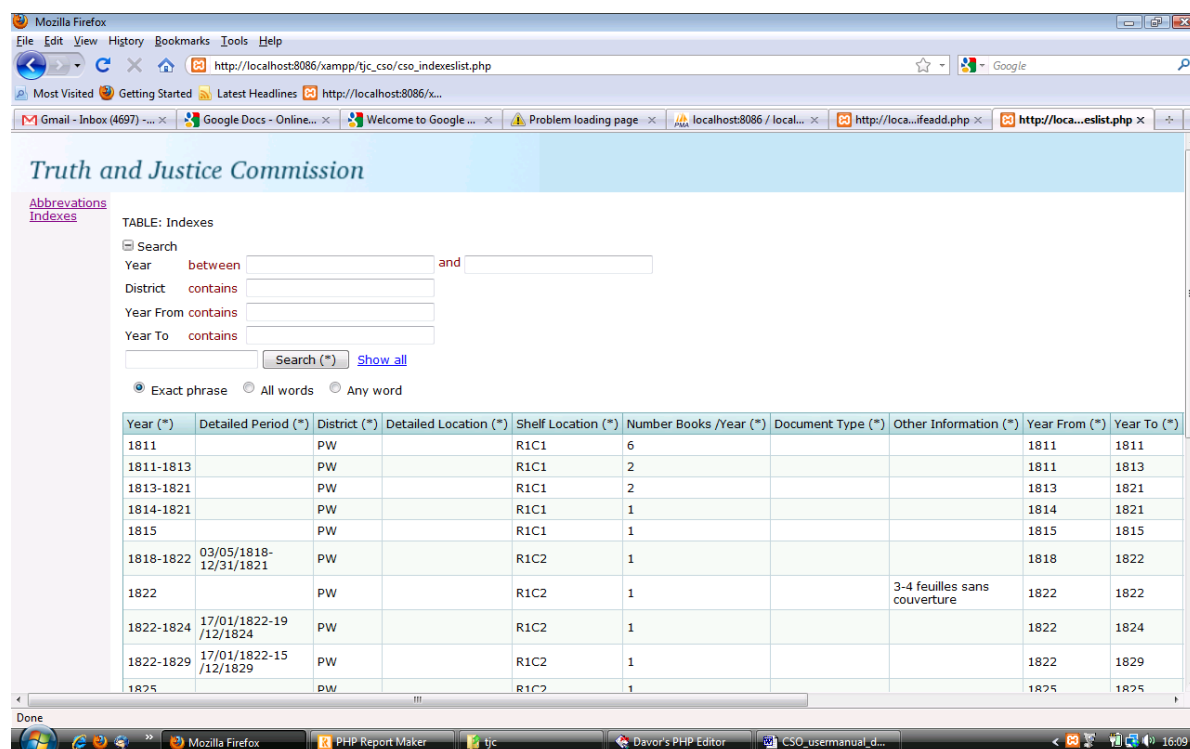 Mozilla Firefox
File Edit View History Bookmarks Tools Help
http://localhost:8086/xampp/tjc_cso/cso_indexeslist.php Google
Most Visited Getting Started Latest Headlines http://localhost:8086/x...
Gmail - Inbox (4697) -... Google Docs - Online... Welcome to Google ... Problem loading page localhost:8086 / local... http://loca...ifeadd.php http://loca...eslist.php
Truth and Justice Commission
Abbrevations
Indexes
TABLE: Indexes
Search
Year between and
District contains
Year From contains
Year To contains
Search (*) Show all
Exact phrase All words Any word
Year (*) Detailed Period (*) District (*) Detailed Location (*) Shelf Location (*) Number Books /Year (*) Document Type (*) Other Information (*) Year From (*) Year To (*)
1811 PW R1C1 6 1811 1811
1811-1813 PW R1C1 2 1811 1813
1813-1821 PW R1C1 2 1813 1821
1814-1821 PW R1C1 1 1814 1821
1815 PW R1C1 1 1815 1815
1818-1822 03/05/1818-
12/31/1821 PW R1C2 1 1818 1822
1822 PW R1C2 1 3-4 feuilles sans
couverture 1822 1822
1822-1824 17/01/1822-19
/12/1824 PW R1C2 1 1822 1824
1822-1829 17/01/1822-15
/12/1829 PW R1C2 1 1822 1829
1825 PW R1C2 1 1825 1825
Done
Mozilla Firefox PHP Report Maker tjc Davor's PHP Editor CSO_usermanual_d... 16:09